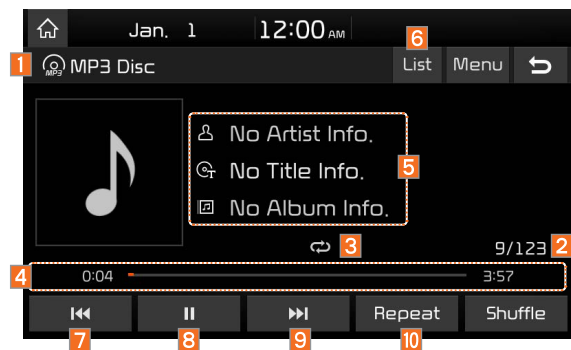 Jan. 1 12:00 AM
6
1 MP3 MP3 Disc List Menu
No Artist Info.
No Title Info. 5
No Album Info.
3 9/123 2
4 0:04 3:57
Repeat Shuffle
7 8 9 10